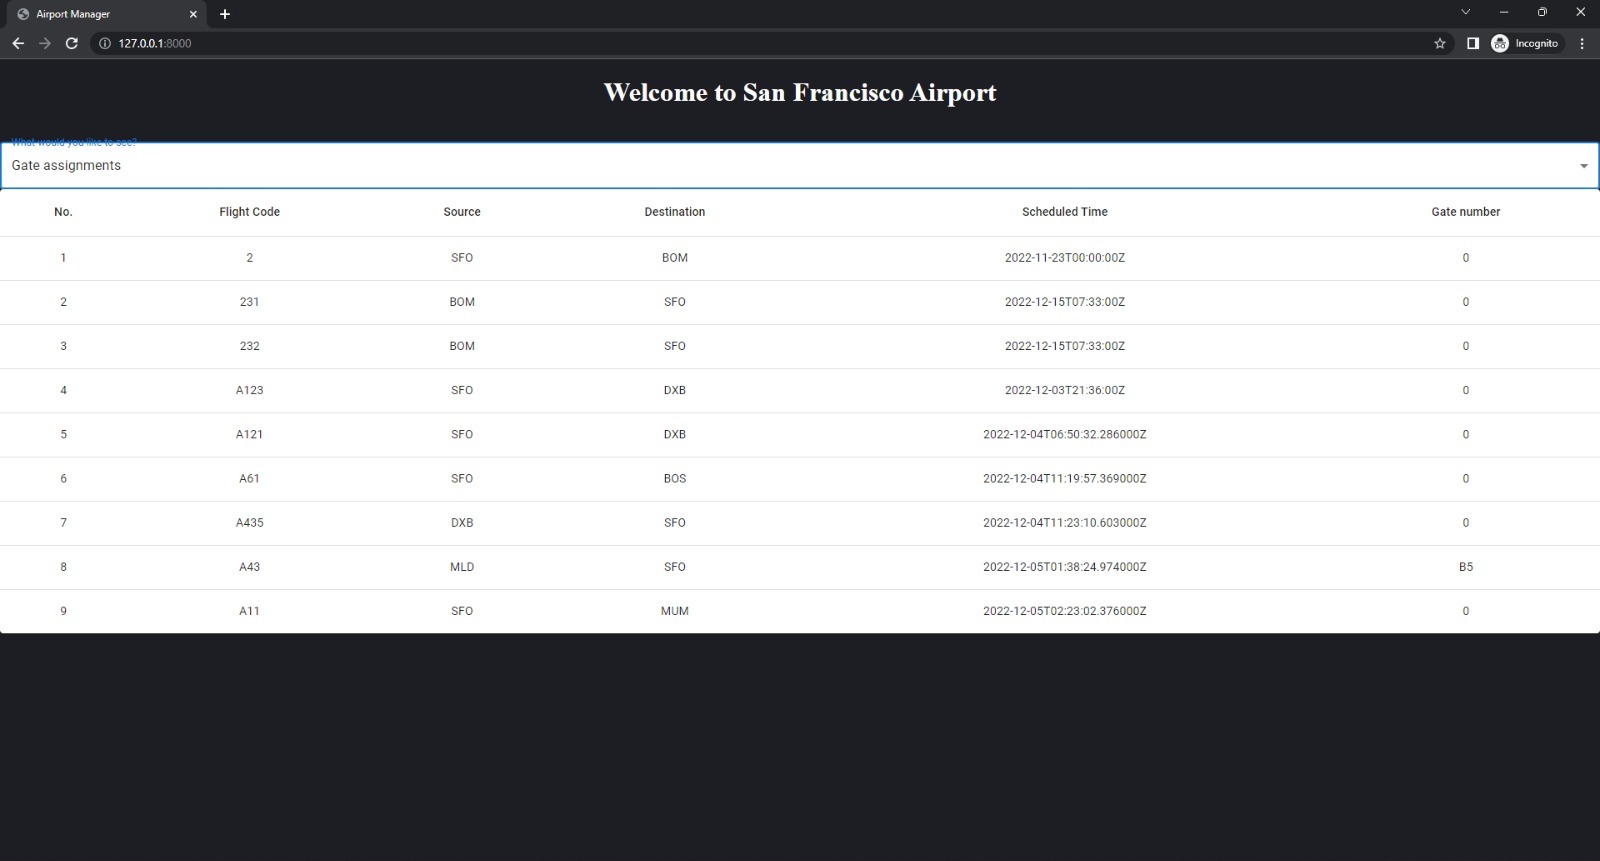 Airport Manager
127.0.0.1:8000
Incognito
Welcome to San Francisco Airport
What would you like to see?
Gate assignments
No. Flight Code Source Destination Scheduled Time Gate number
1 2 SFO BOM 2022-11-23T00:00:00Z 0
2 231 BOM SFO 2022-12-15T07:33:00Z 0
3 232 BOM SFO 2022-12-15T07:33:00Z 0
4 A123 SFO DXB 2022-12-03T21:36:00Z 0
5 A121 SFO DXB 2022-12-04T06:50:32.286000Z 0
6 A61 SFO BOS 2022-12-04T11:19:57.369000Z 0
7 A435 DXB SFO 2022-12-04T11:23:10.603000Z 0
8 A43 MLD SFO 2022-12-05T01:38:24.974000Z B5
9 A11 SFO MUM 2022-12-05T02:23:02.376000Z 0